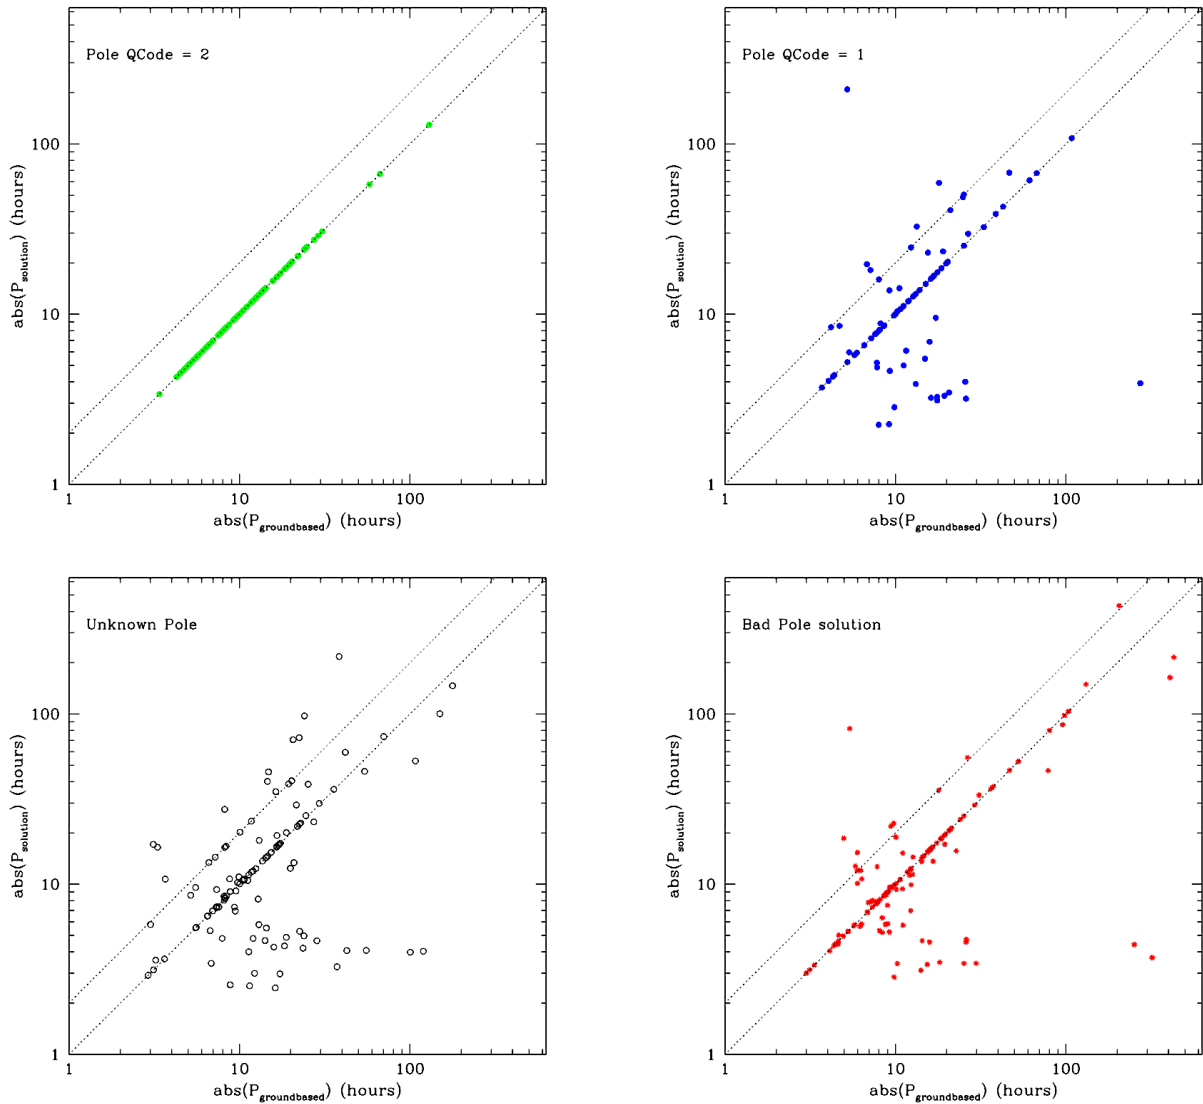 Pole QCode = 2
100
10
1
1
10
100
abs(P_solution) (hours)
abs(P_groundbased) (hours)
Pole QCode = 1
100
10
1
1
10
100
abs(P_solution) (hours)
abs(P_groundbased) (hours)
Unknown Pole
100
10
1
1
10
100
abs(P_solution) (hours)
abs(P_groundbased) (hours)
Bad Pole solution
100
10
1
1
10
100
abs(P_solution) (hours)
abs(P_groundbased) (hours)